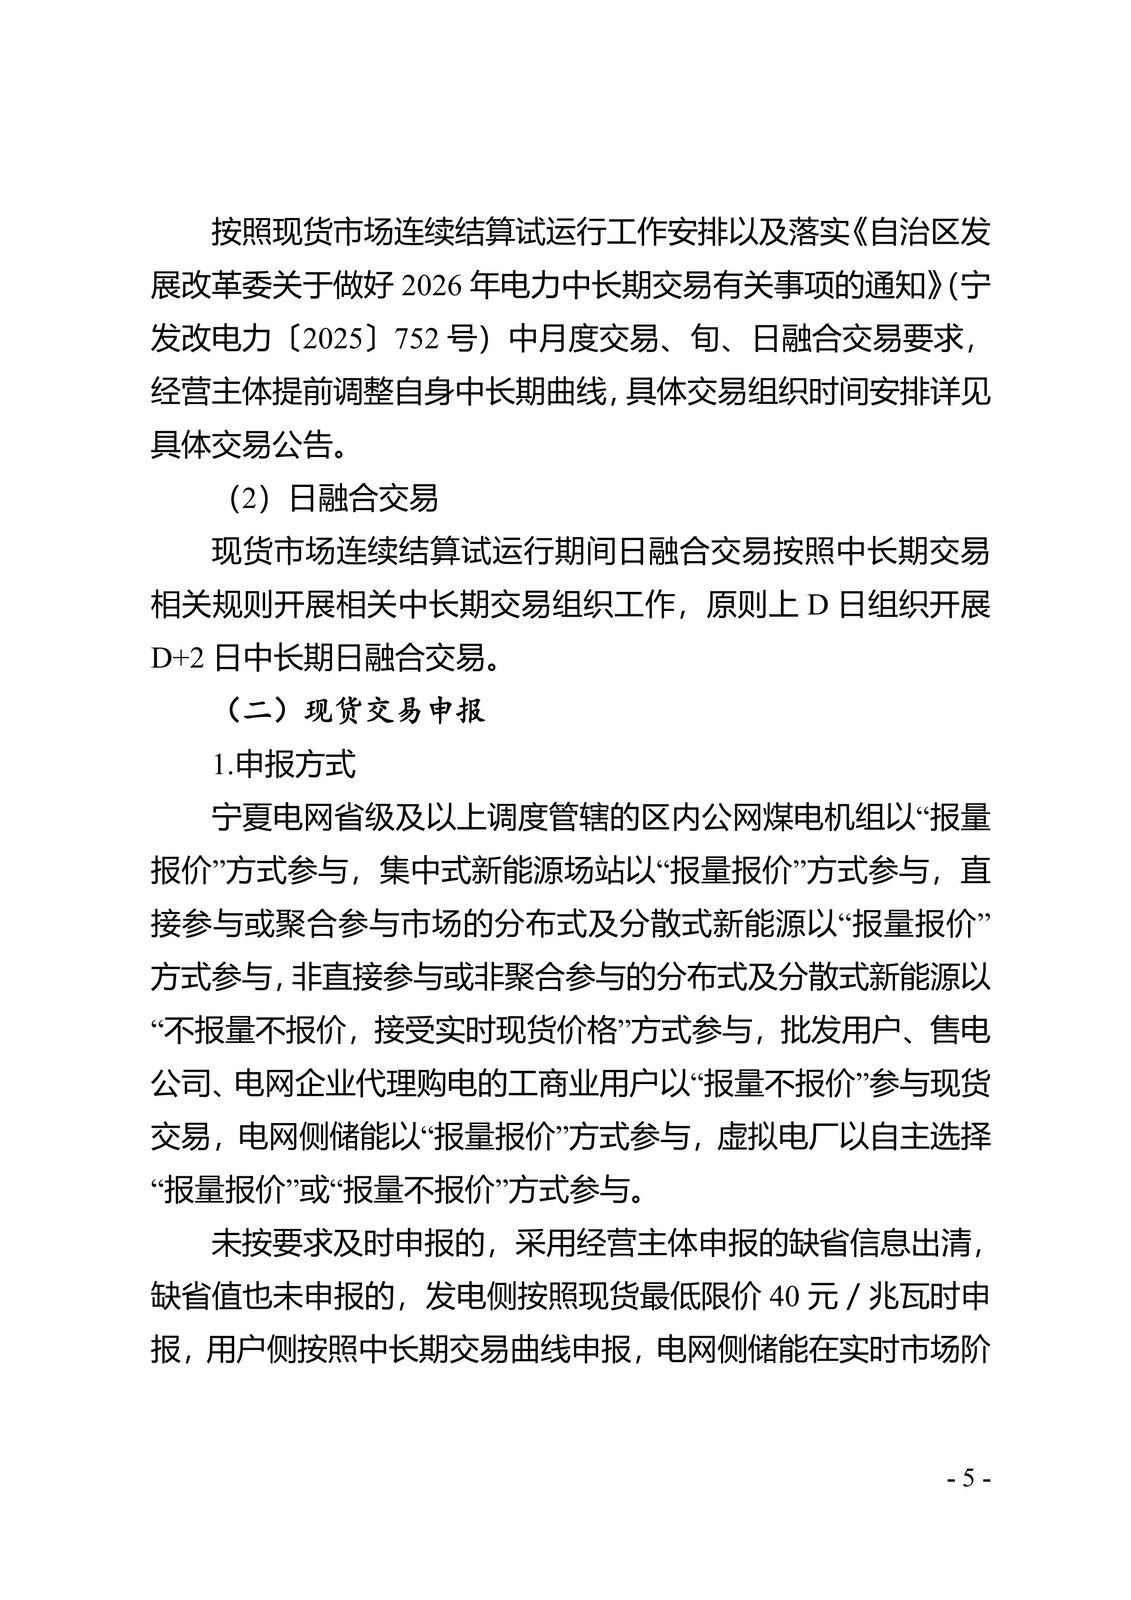 按照现货市场连续结算试运行工作安排以及落实《自治区发
展改革委关于做好 2026 年电力中长期交易有关事项的通知》（宁
发改电力〔2025〕752 号）中月度交易、旬、日融合交易要求，
经营主体提前调整自身中长期曲线，具体交易组织时间安排详见
具体交易公告。
（2）日融合交易
现货市场连续结算试运行期间日融合交易按照中长期交易
相关规则开展相关中长期交易组织工作，原则上 D 日组织开展
D+2 日中长期日融合交易。
（二）现货交易申报
1.申报方式
宁夏电网省级及以上调度管辖的区内公网煤电机组以“报量
报价”方式参与，集中式新能源场站以“报量报价”方式参与，直
接参与或聚合参与市场的分布式及分散式新能源以“报量报价”
方式参与，非直接参与或非聚合参与的分布式及分散式新能源以
“不报量不报价，接受实时现货价格”方式参与，批发用户、售电
公司、电网企业代理购电的工商业用户以“报量不报价”参与现货
交易，电网侧储能以“报量报价”方式参与，虚拟电厂以自主选择
“报量报价”或“报量不报价”方式参与。
未按要求及时申报的，采用经营主体申报的缺省信息出清，
缺省值也未申报的，发电侧按照现货最低限价 40 元／兆瓦时申
报，用户侧按照中长期交易曲线申报，电网侧储能在实时市场阶
- 5 -